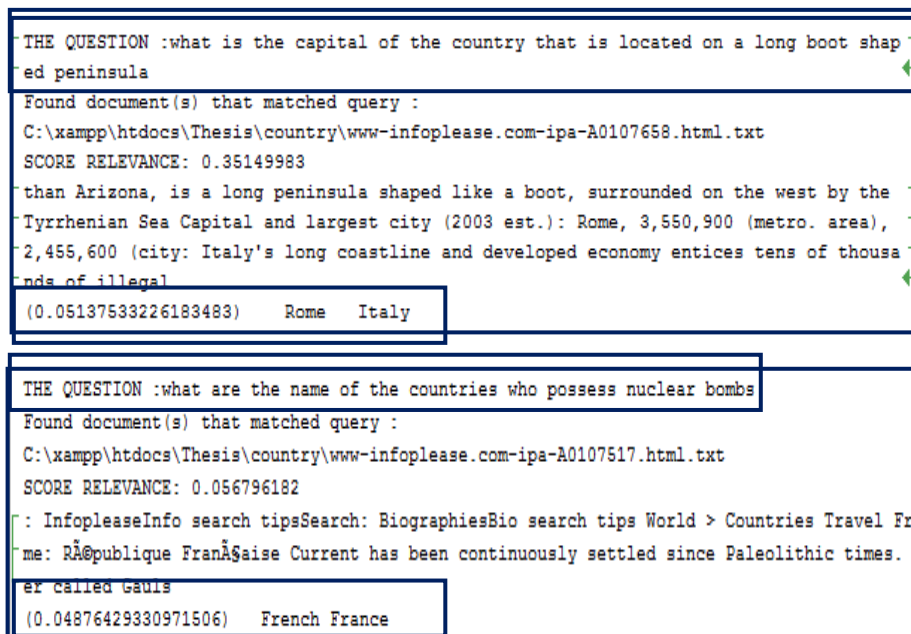 THE QUESTION :what is the capital of the country that is located on a long boot shap
ed peninsula
Found document(s) that matched query :
C:\xampp\htdocs\Thesis\country\www-infoplease.com-ipa-A0107658.html.txt
SCORE RELEVANCE: 0.35149983
than Arizona, is a long peninsula shaped like a boot, surrounded on the west by the
Tyrrhenian Sea Capital and largest city (2003 est.): Rome, 3,550,900 (metro. area),
2,455,600 (city: Italy's long coastline and developed economy entices tens of thousa
nds of illegal
(0.05137533226183483) Rome Italy
THE QUESTION :what are the name of the countries who possess nuclear bombs
Found document(s) that matched query :
C:\xampp\htdocs\Thesis\country\www-infoplease.com-ipa-A0107517.html.txt
SCORE RELEVANCE: 0.056796182
: InfopleaseInfo search tipsSearch: BiographiesBio search tips World > Countries Travel Fr
me: RÃ©publique FranÃ§aise Current has been continuously settled since Paleolithic times.
er called Gauls
(0.04876429330971506) French France